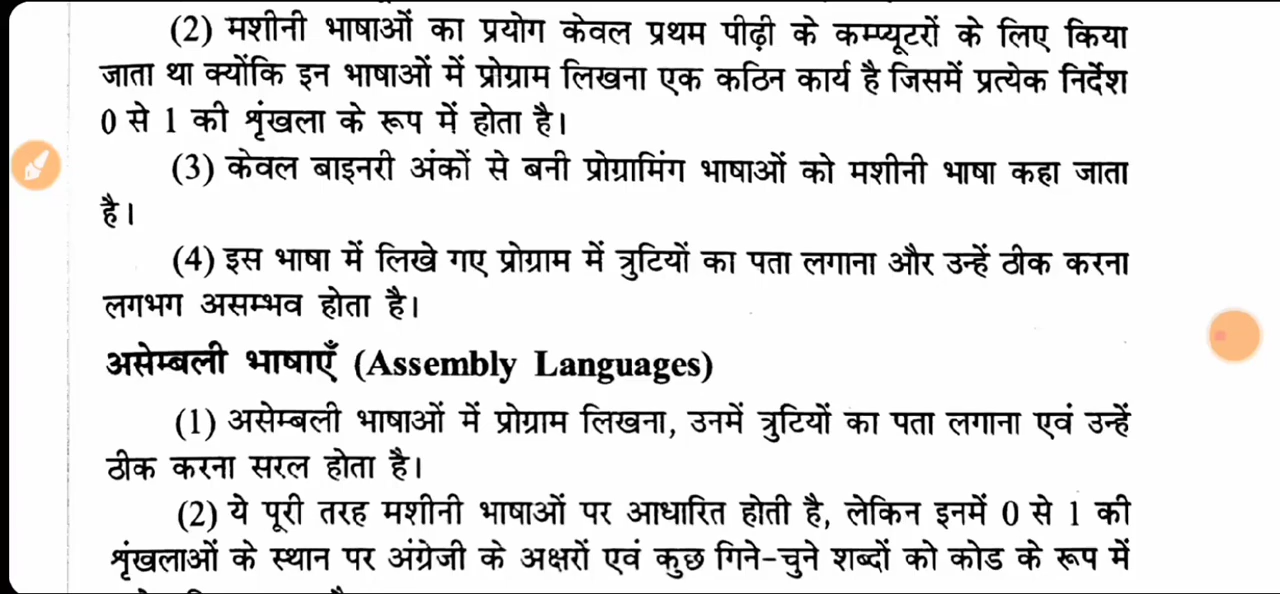 (2) मशीनी भाषाओं का प्रयोग केवल प्रथम पीढ़ी के कम्प्यूटरों के लिए किया
जाता था क्योंकि इन भाषाओं में प्रोग्राम लिखना एक कठिन कार्य है जिसमें प्रत्येक निर्देश
0 से 1 की शृंखला के रूप में होता है।
(3) केवल बाइनरी अंकों से बनी प्रोग्रामिंग भाषाओं को मशीनी भाषा कहा जाता
है।
(4) इस भाषा में लिखे गए प्रोग्राम में त्रुटियों का पता लगाना और उन्हें ठीक करना
लगभग असम्भव होता है।
असेम्बली भाषाएँ (Assembly Languages)
(1) असेम्बली भाषाओं में प्रोग्राम लिखना, उनमें त्रुटियों का पता लगाना एवं उन्हें
ठीक करना सरल होता है।
(2) ये पूरी तरह मशीनी भाषाओं पर आधारित होती है, लेकिन इनमें 0 से 1 की
शृंखलाओं के स्थान पर अंग्रेजी के अक्षरों एवं कुछ गिने-चुने शब्दों को कोड के रूप में